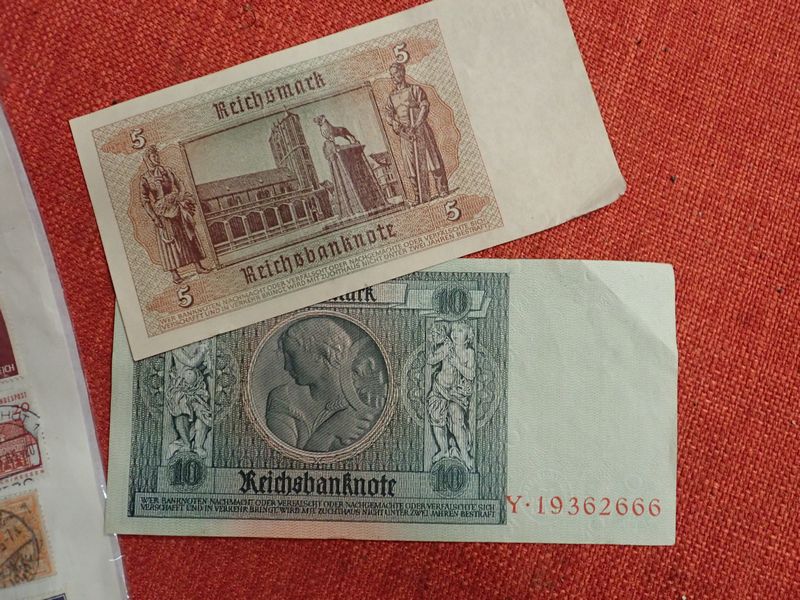 5
Reichsmark
5
Reichsbanknote
5
5
WER BANKNOTEN NACHMACHT ODER VERFÄLSCHT ODER NACHGEMACHTE ODER VERFÄLSCHTE SICH
VERSCHAFFT UND IN VERKEHR BRINGT, WIRD MIT ZUCHTHAUS NICHT UNTER ZWEI JAHREN BESTRAFT
mark
10
10
Reichsbanknote
10
WER BANKNOTEN NACHMACHT ODER VERFÄLSCHT ODER NACHGEMACHTE ODER VERFÄLSCHTE SICH
VERSCHAFFT UND IN VERKEHR BRINGT, WIRD MIT ZUCHTHAUS NICHT UNTER ZWEI JAHREN BESTRAFT
Y·19362666
REICH
20